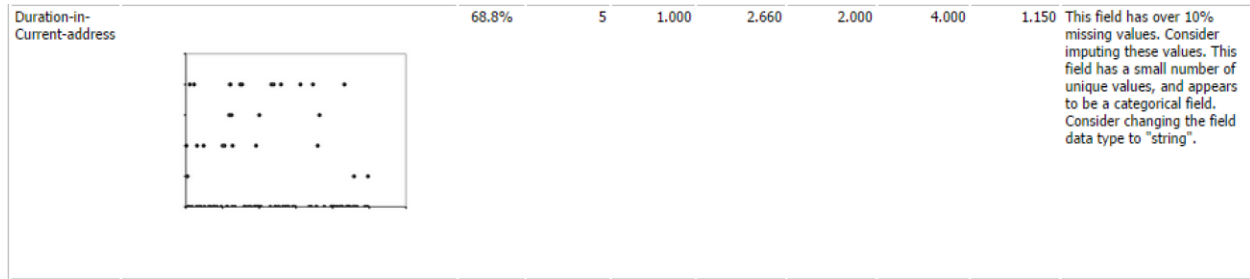 Duration-in-
Current-address
68.8% 5 1.000 2.660 2.000 4.000 1.150 This field has over 10%
missing values. Consider
imputing these values. This
field has a small number of
unique values, and appears
to be a categorical field.
Consider changing the field
data type to "string".